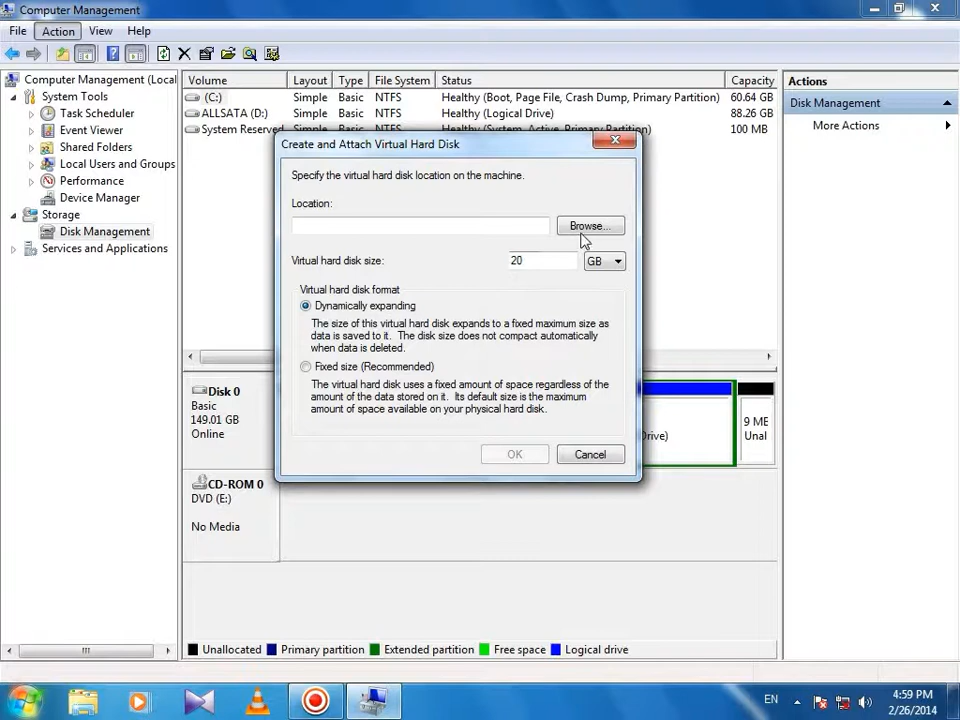 Computer Management
File Action View Help
Computer Management (Local
System Tools
Task Scheduler
Event Viewer
Shared Folders
Local Users and Groups
Performance
Device Manager
Storage
Disk Management
Services and Applications
Volume Layout Type File System Status Capacity
(C:) Simple Basic NTFS Healthy (Boot, Page File, Crash Dump, Primary Partition) 60.64 GB
ALLSATA (D:) Simple Basic NTFS Healthy (Logical Drive) 88.26 GB
System Reserved Simple Basic NTFS Healthy (System, Active, Primary Partition) 100 MB
Actions
Disk Management
More Actions
Create and Attach Virtual Hard Disk
Specify the virtual hard disk location on the machine.
Location:
Browse...
Virtual hard disk size: 20 GB
Virtual hard disk format
Dynamically expanding
The size of this virtual hard disk expands to a fixed maximum size as
data is saved to it. The disk size does not compact automatically
when data is deleted.
Fixed size (Recommended)
The virtual hard disk uses a fixed amount of space regardless of the
amount of the data stored on it. Its default size is the maximum
amount of space available on your physical hard disk.
OK Cancel
Disk 0
Basic
149.01 GB
Online
Drive)
9 MB
Unal
CD-ROM 0
DVD (E:)
No Media
Unallocated Primary partition Extended partition Free space Logical drive
EN
4:59 PM
2/26/2014